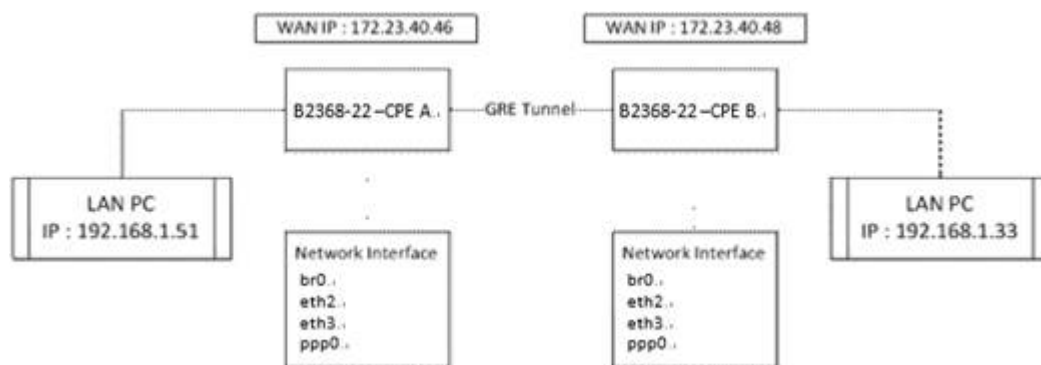 WAN IP : 172.23.40.46
WAN IP : 172.23.40.48
B2368-22 –CPE A..
GRE Tunnel
B2368-22 –CPE B..
LAN PC
IP : 192.168.1.51
LAN PC
IP : 192.168.1.33
Network Interface
br0..
eth2..
eth3..
ppp0..
Network Interface
br0..
eth2..
eth3..
ppp0..